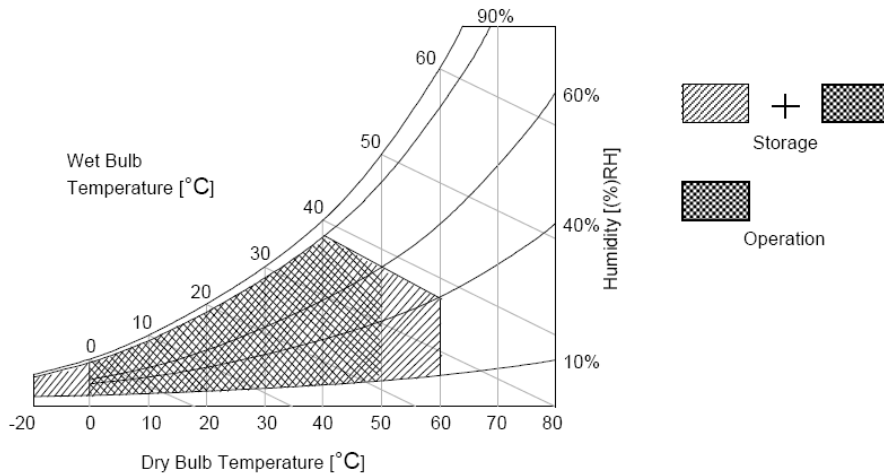 90%
60
60%
50
Wet Bulb
Temperature [°C]
40
40%
30
20
10
0
10%
Humidity [(%)RH]
-20 0 10 20 30 40 50 60 70 80
Dry Bulb Temperature [°C]
+
Storage
Operation